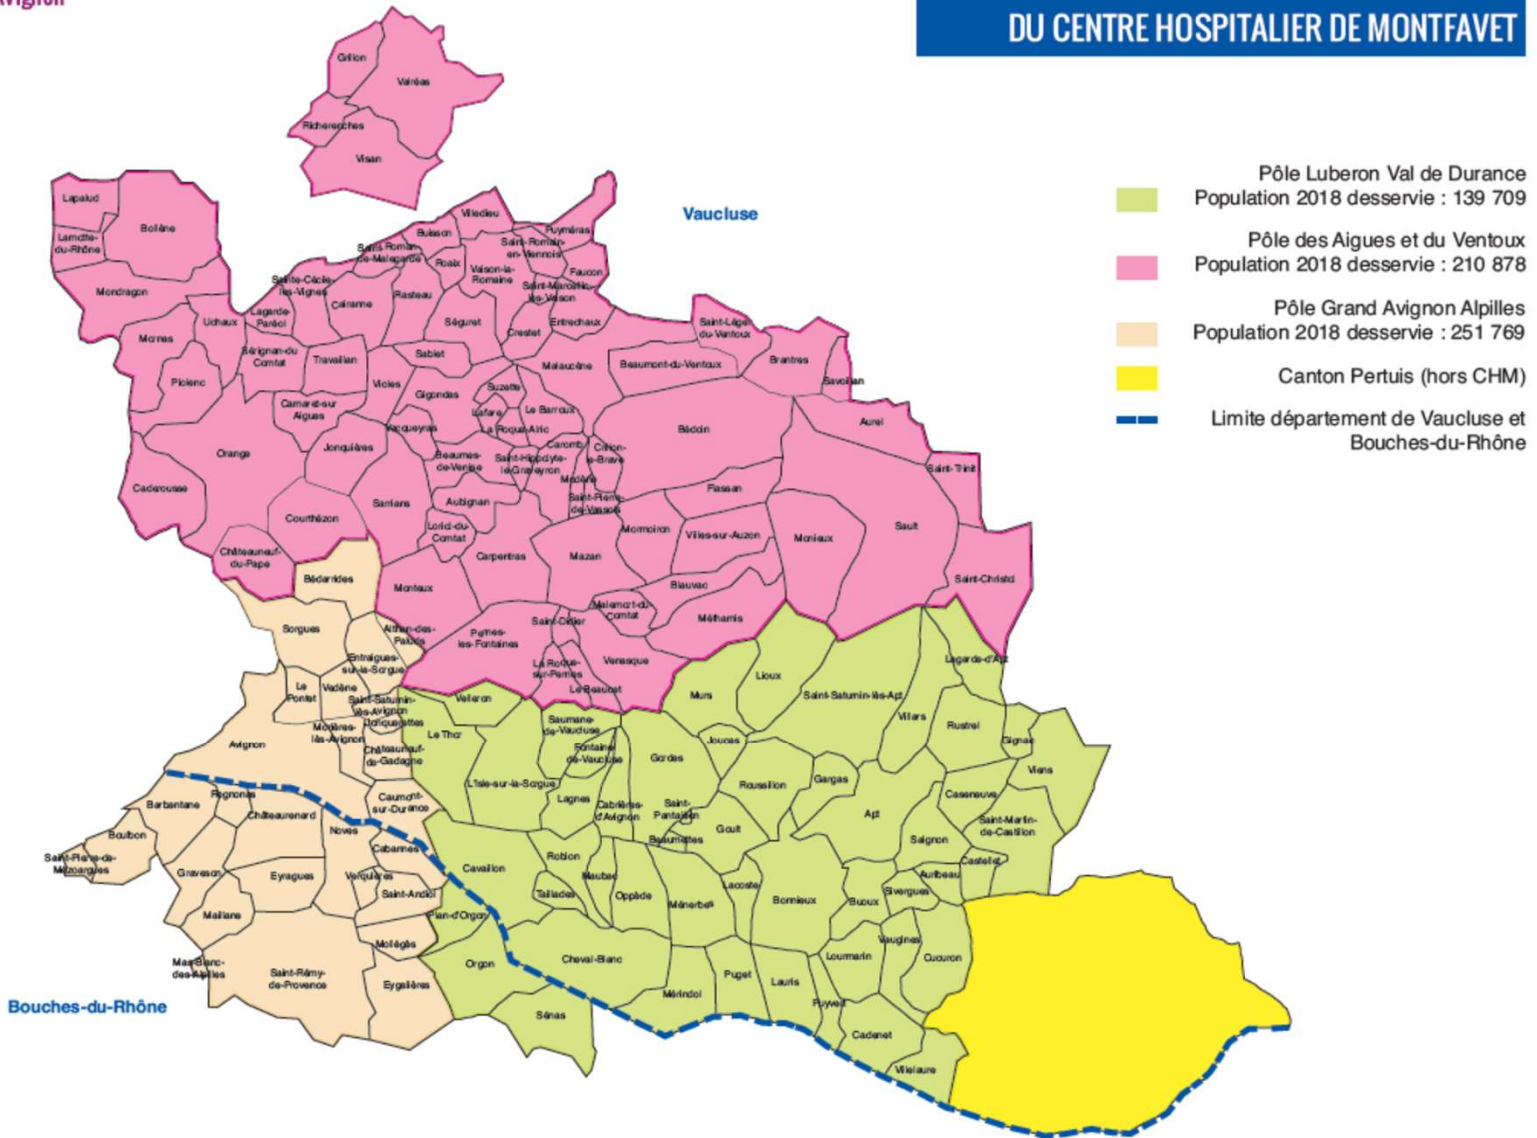 Avignon
DU CENTRE HOSPITALIER DE MONTFAVET
Pôle Luberon Val de Durance
Population 2018 desservie : 139 709
Pôle des Aigues et du Ventoux
Population 2018 desservie : 210 878
Pôle Grand Avignon Alpilles
Population 2018 desservie : 251 769
Canton Pertuis (hors CHM)
Limite département de Vaucluse et
Bouches-du-Rhône
Vaucluse
Bouches-du-Rhône
Grillon
Valréas
Richerenches
Visan
Lapalud
Bollène
Lamotte-
du-Rhône
Mondragon
Mornas
Uchaux
Piolenc
Orange
Caderousse
Châteauneuf-
du-Pape
Courthézon
Jonquières
Camaret-sur
Aigues
Sérignan-du
Comtat
Lagarde-
Paréol
Sainte-Cécile-
les-Vignes
Travaillan
Cairanne
Saint Roman-
de-Malegarde
Buisson
Villedieu
Roaix
Rasteau
Vaison-la-
Romaine
Saint-Romain-
en-Viennois
Puyméras
Faucon
Saint-Marcellin-
lès-Vaison
Entrechaux
Crestet
Séguret
Sablet
Violès
Gigondas
Vacqueyras
Suzette
Lafare
La Roque-Alric
Le Barroux
Malaucène
Beaumont-du-Ventoux
Saint-Léger
du-Ventoux
Brantes
Savoillan
Aurel
Saint-Trinit
Sault
Saint-Christol
Monieux
Bédoin
Flassan
Villes-sur-Auzon
Mormoiron
Blauvac
Méthamis
Malemort-du-
Comtat
Mazan
Crillon-
le-Brave
Caromb
Modène
Saint-Pierre-
de-Vassols
Saint-Hippolyte-
le-Graveyron
Beaumes-
de-Venise
Aubignan
Sarrians
Loriol-du-
Comtat
Carpentras
Monteux
Pernes-
les-Fontaines
Saint-Didier
La Roque-
sur-Pernes
Le Beaucet
Venasque
Bédarrides
Sorgues
Althen-des-
Paluds
Entraigues-
sur-la-Sorgue
Le
Pontet
Vedène
Saint-Saturnin-
lès-Avignon
Jonquerettes
Morières-
lès-Avignon
Châteauneuf-
de-Gadagne
Avignon
Caumont-
sur-Durance
Barbentane
Rognonas
Châteaurenard
Noves
Cabannes
Boulbon
Saint-Pierre-de-
Mézoargues
Graveson
Eyragues
Verquières
Saint-Andiol
Maillane
Mollégès
Mas-Blanc-
des-Alpilles
Saint-Rémy-
de-Provence
Eygalières
Plan-d'Orgon
Orgon
Sénas
Velleron
Le Thor
L'Isle-sur-la-Sorgue
Saumane-
de-Vaucluse
Fontaine-
de-Vaucluse
Lagnes
Cabrières-
d'Avignon
Gordes
Murs
Lioux
Joucas
Roussillon
Saint-
Pantaléon
Beaumettes
Goult
Saint-Saturnin-lès-Apt
Villars
Lagarde-d'Apt
Rustrel
Gignac
Viens
Caseneuve
Saint-Martin-
de-Castillon
Gargas
Apt
Saignon
Castellet
Auribeau
Sivergues
Buoux
Bonnieux
Lacoste
Ménerbes
Oppède
Maubec
Robion
Taillades
Cavaillon
Cheval-Blanc
Mérindol
Puget
Lauris
Puyvert
Lourmarin
Vaugines
Cucuron
Cadenet
Villelaure